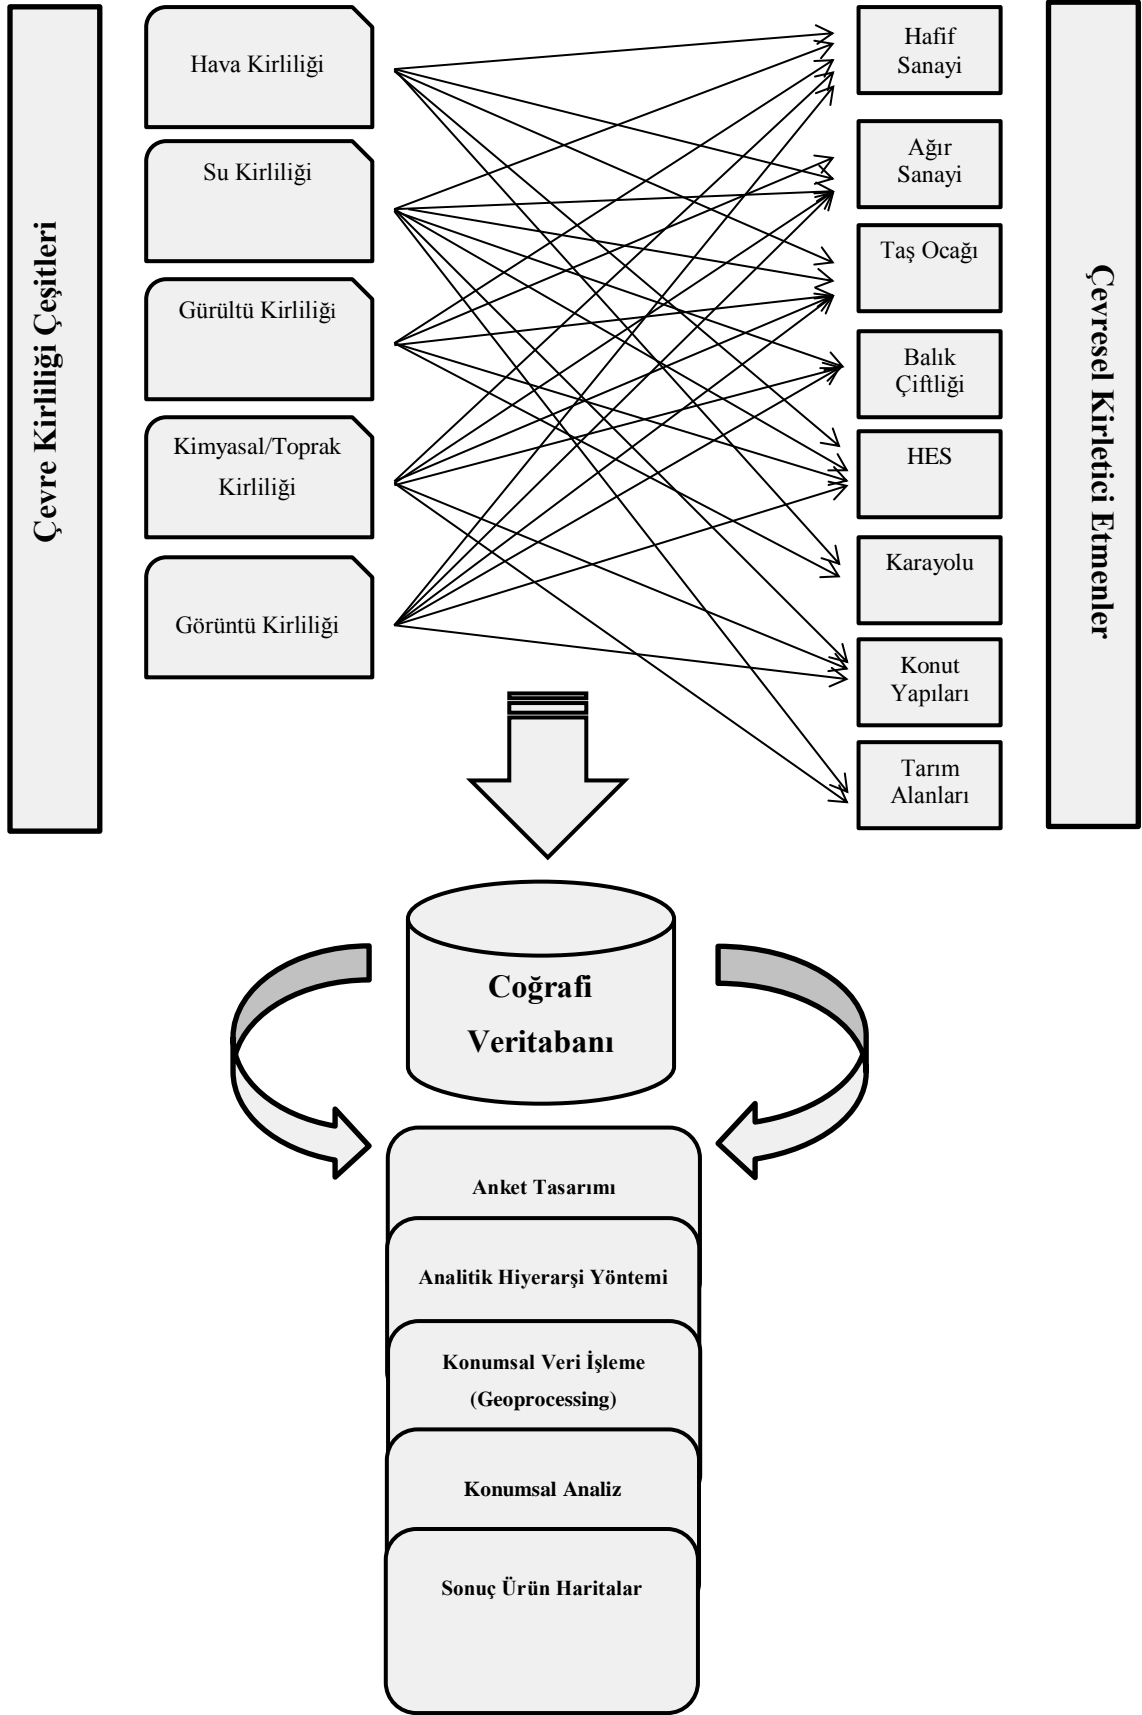 Çevre Kirliliği Çeşitleri
Hava Kirliliği
Su Kirliliği
Gürültü Kirliliği
Kimyasal/Toprak
Kirliliği
Görüntü Kirliliği
Hafif
Sanayi
Ağır
Sanayi
Taş Ocağı
Balık
Çiftliği
HES
Karayolu
Konut
Yapıları
Tarım
Alanları
Çevresel Kirletici Etmenler
Coğrafi
Veritabanı
Anket Tasarımı
Analitik Hiyerarşi Yöntemi
Konumsal Veri İşleme
(Geoprocessing)
Konumsal Analiz
Sonuç Ürün Haritalar